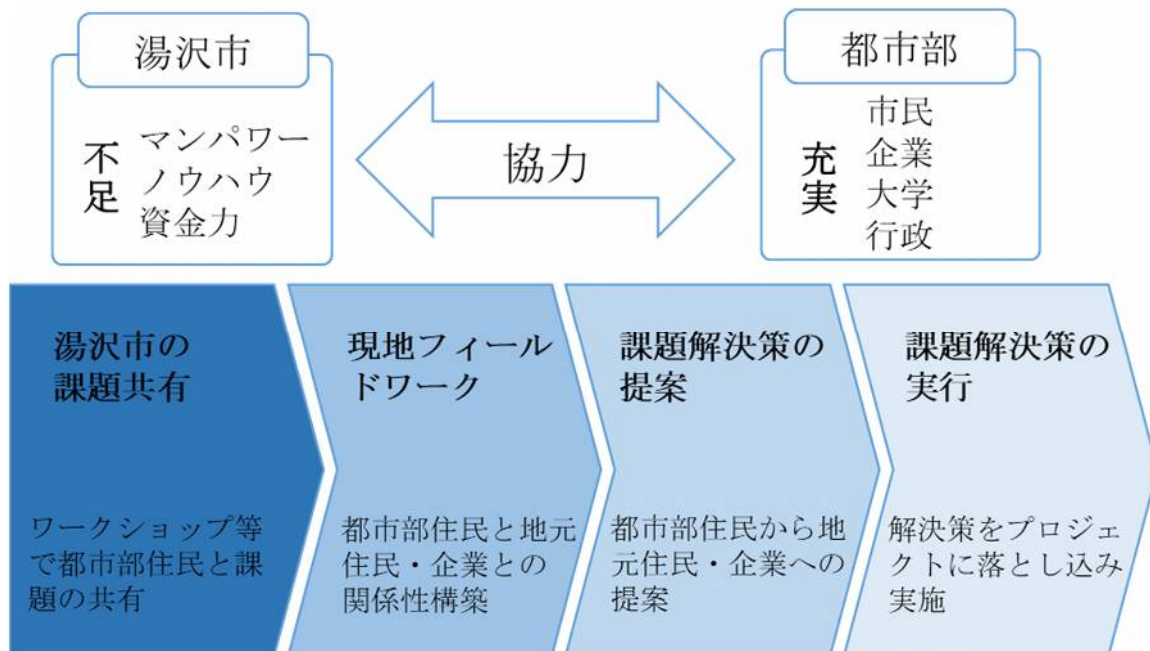 湯沢市
不足
マンパワー
ノウハウ
資金力
協力
都市部
充実
市民
企業
大学
行政
湯沢市の
課題共有
ワークショップ等
で都市部住民と課
題の共有
現地フィール
ドワーク
都市部住民と地元
住民・企業との
関係性構築
課題解決策の
提案
都市部住民から地
元住民・企業への
提案
課題解決策の
実行
解決策をプロジェ
クトに落とし込み
実施